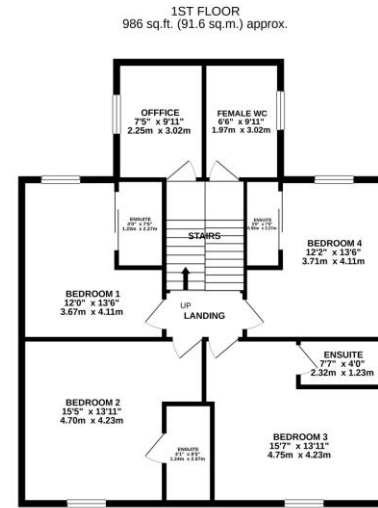 1ST FLOOR
986 sq.ft. (91.6 sq.m.) approx.
OFFFICE
7'5" x 9'11"
2.25m x 3.02m
FEMALE WC
6'6" x 9'11"
1.97m x 3.02m
ENSUITE
ENSUITE
STAIRS
BEDROOM 4
12'2" x 13'6"
3.71m x 4.11m
BEDROOM 1
12'0" x 13'6"
3.67m x 4.11m
UP
LANDING
ENSUITE
7'7" x 4'0"
2.32m x 1.23m
BEDROOM 2
15'5" x 13'11"
4.70m x 4.23m
ENSUITE
BEDROOM 3
15'7" x 13'11"
4.75m x 4.23m